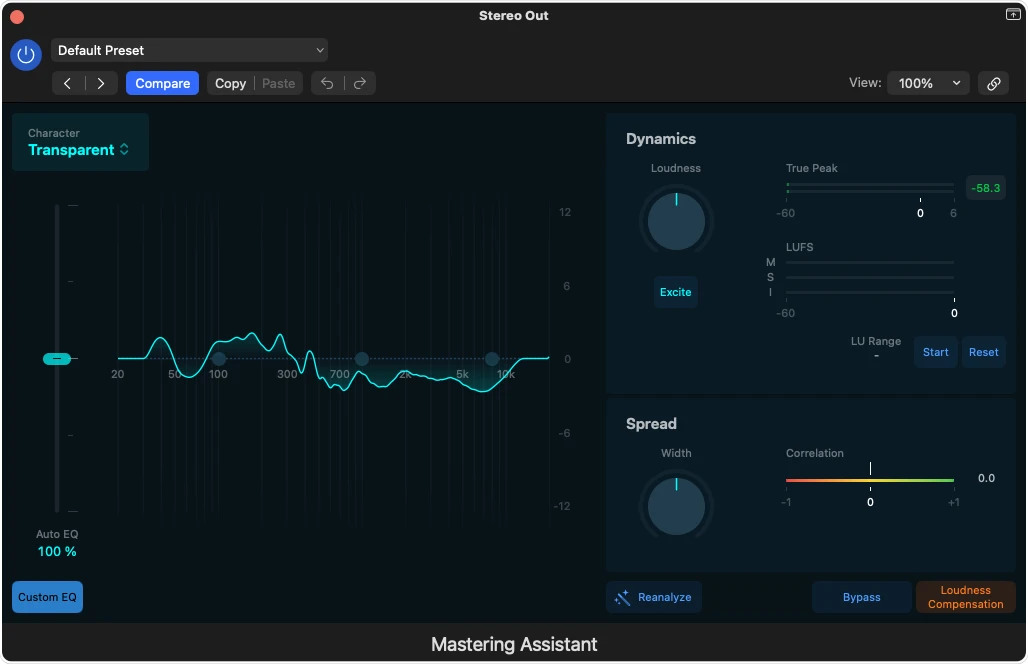 Stereo Out
Default Preset
Compare
Copy
Paste
View:
100%
Character
Transparent
12
6
0
-6
-12
20
50
100
300
700
2k
5k
10k
Auto EQ
100 %
Custom EQ
Dynamics
Loudness
Excite
True Peak
-58.3
-60
0
6
LUFS
M
S
I
-60
0
LU Range
-
Start
Reset
Spread
Width
Correlation
0.0
-1
0
+1
Reanalyze
Bypass
Loudness
Compensation
Mastering Assistant